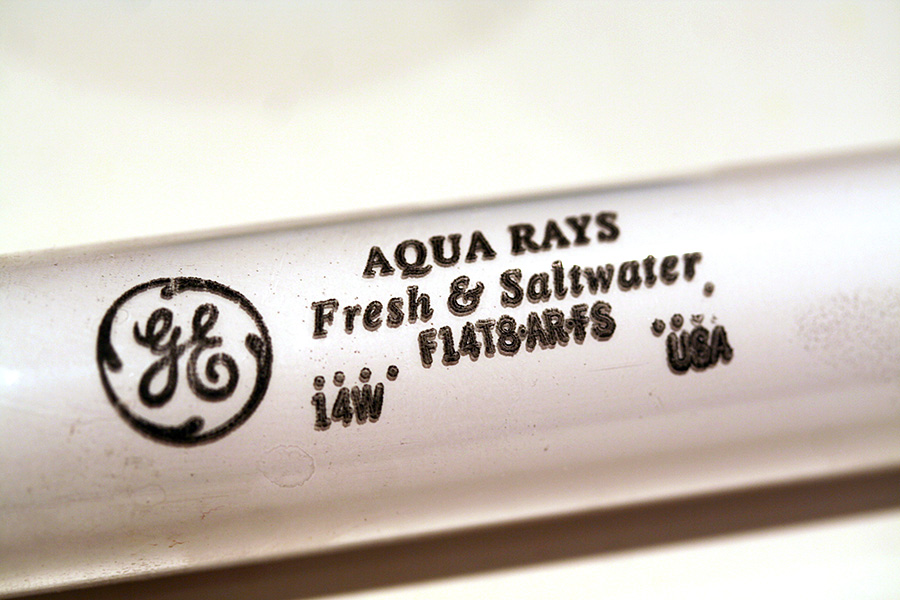 GE
AQUA RAYS
Fresh & Saltwater
F14T8·AR·FS
14W
USA